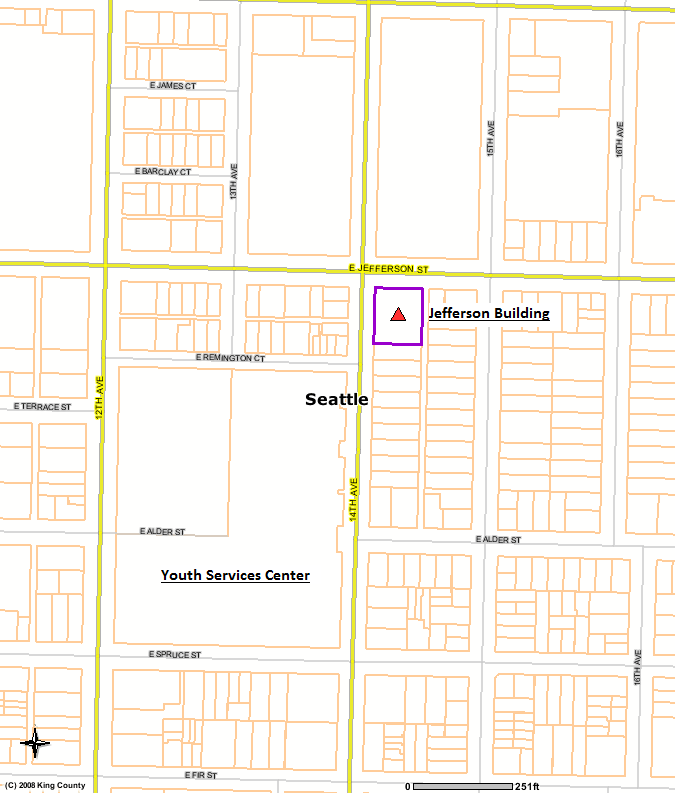 E JAMES CT
15TH AVE
16TH AVE
E BARCLAY CT
13TH AVE
E JEFFERSON ST
Jefferson Building
E REMINGTON CT
12TH AVE
Seattle
E TERRACE ST
14TH AVE
E ALDER ST
E ALDER ST
Youth Services Center
E SPRUCE ST
16TH AVE
E FIR ST
(C) 2008 King County
0 251ft